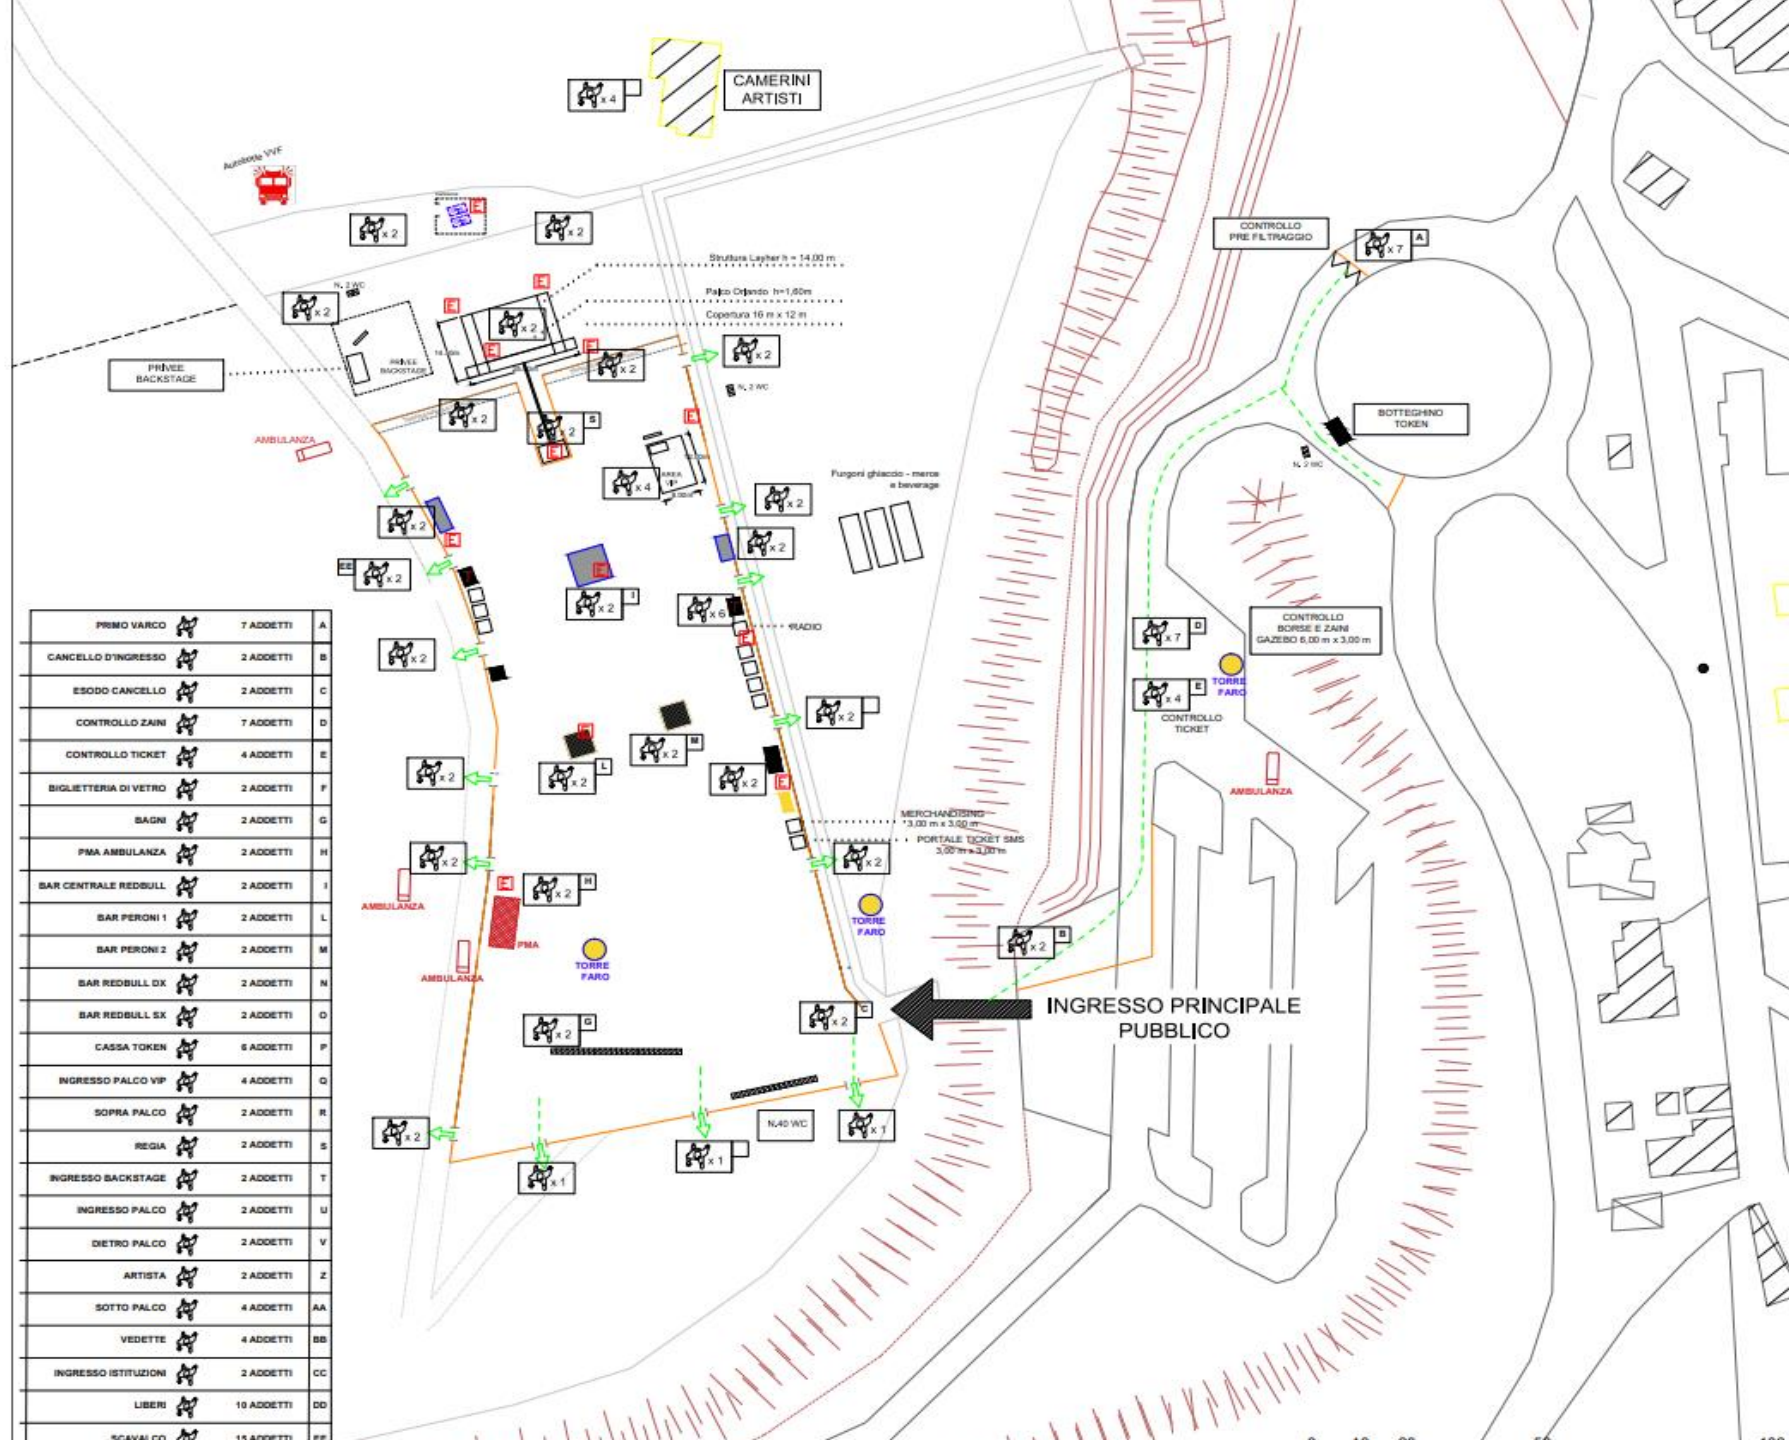 CAMERINI
ARTISTI
x 4
Autobotte VVF
E
x 2
x 2
CONTROLLO
PRE FILTRAGGIO
x 7
A
Struttura Layher h = 14,00 m
E
N. 2 WC
Palco Orlando h=1,60m
E
x 2
x 2
Copertura 16 m x 12 m
E
E
x 2
x 2
PRIVEE
BACKSTAGE
PRIVEE
BACKSTAGE
N. 2 WC
x 2
x 2
S
E
E
BOTTEGHINO
TOKEN
AMBULANZA
N. 2 WC
x 4
AREA
VIP
Furgoni ghiaccio - merce
e beverage
x 2
x 2
E
x 2
EE
x 2
E
x 2
I
x 6
RADIO
E
x 2
CONTROLLO
BORSE E ZAINI
GAZEBO 6,00 m x 3,00 m
x 7
D
TORRE
FARO
x 4
E
CONTROLLO
TICKET
x 2
E
x 2
M
x 2
L
x 2
x 2
E
AMBULANZA
MERCHANDISING
3,00 m x 3,00 m
PORTALE TICKET SMS
3,00 m x 3,00 m
x 2
x 2
E
x 2
H
AMBULANZA
TORRE
FARO
PMA
x 2
B
TORRE
FARO
AMBULANZA
INGRESSO PRINCIPALE
PUBBLICO
x 2
C
x 2
G
N.40 WC
x 2
x 1
x 1
x 1
PRIMO VARCO 7 ADDETTI A
CANCELLO D'INGRESSO 2 ADDETTI B
ESODO CANCELLO 2 ADDETTI C
CONTROLLO ZAINI 7 ADDETTI D
CONTROLLO TICKET 4 ADDETTI E
BIGLIETTERIA DI VETRO 2 ADDETTI F
BAGNI 2 ADDETTI G
PMA AMBULANZA 2 ADDETTI H
BAR CENTRALE REDBULL 2 ADDETTI I
BAR PERONI 1 2 ADDETTI L
BAR PERONI 2 2 ADDETTI M
BAR REDBULL DX 2 ADDETTI N
BAR REDBULL SX 2 ADDETTI O
CASSA TOKEN 6 ADDETTI P
INGRESSO PALCO VIP 4 ADDETTI Q
SOPRA PALCO 2 ADDETTI R
REGIA 2 ADDETTI S
INGRESSO BACKSTAGE 2 ADDETTI T
INGRESSO PALCO 2 ADDETTI U
DIETRO PALCO 2 ADDETTI V
ARTISTA 2 ADDETTI Z
SOTTO PALCO 4 ADDETTI AA
VEDETTE 4 ADDETTI BB
INGRESSO ISTITUZIONI 2 ADDETTI CC
LIBERI 10 ADDETTI DD
SCAVALCO 15 ADDETTI EE